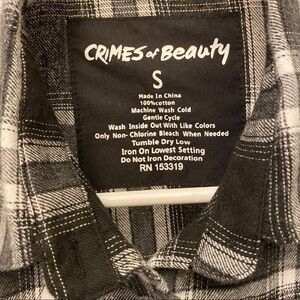 CRIMES of Beauty
S
Made In China
100%cotton
Machine Wash Cold
Gentle Cycle
Wash Inside Out With Like Colors
Only Non- Chlorine Bleach When Needed
Tumble Dry Low
Iron On Lowest Setting
Do Not Iron Decoration
RN 153319